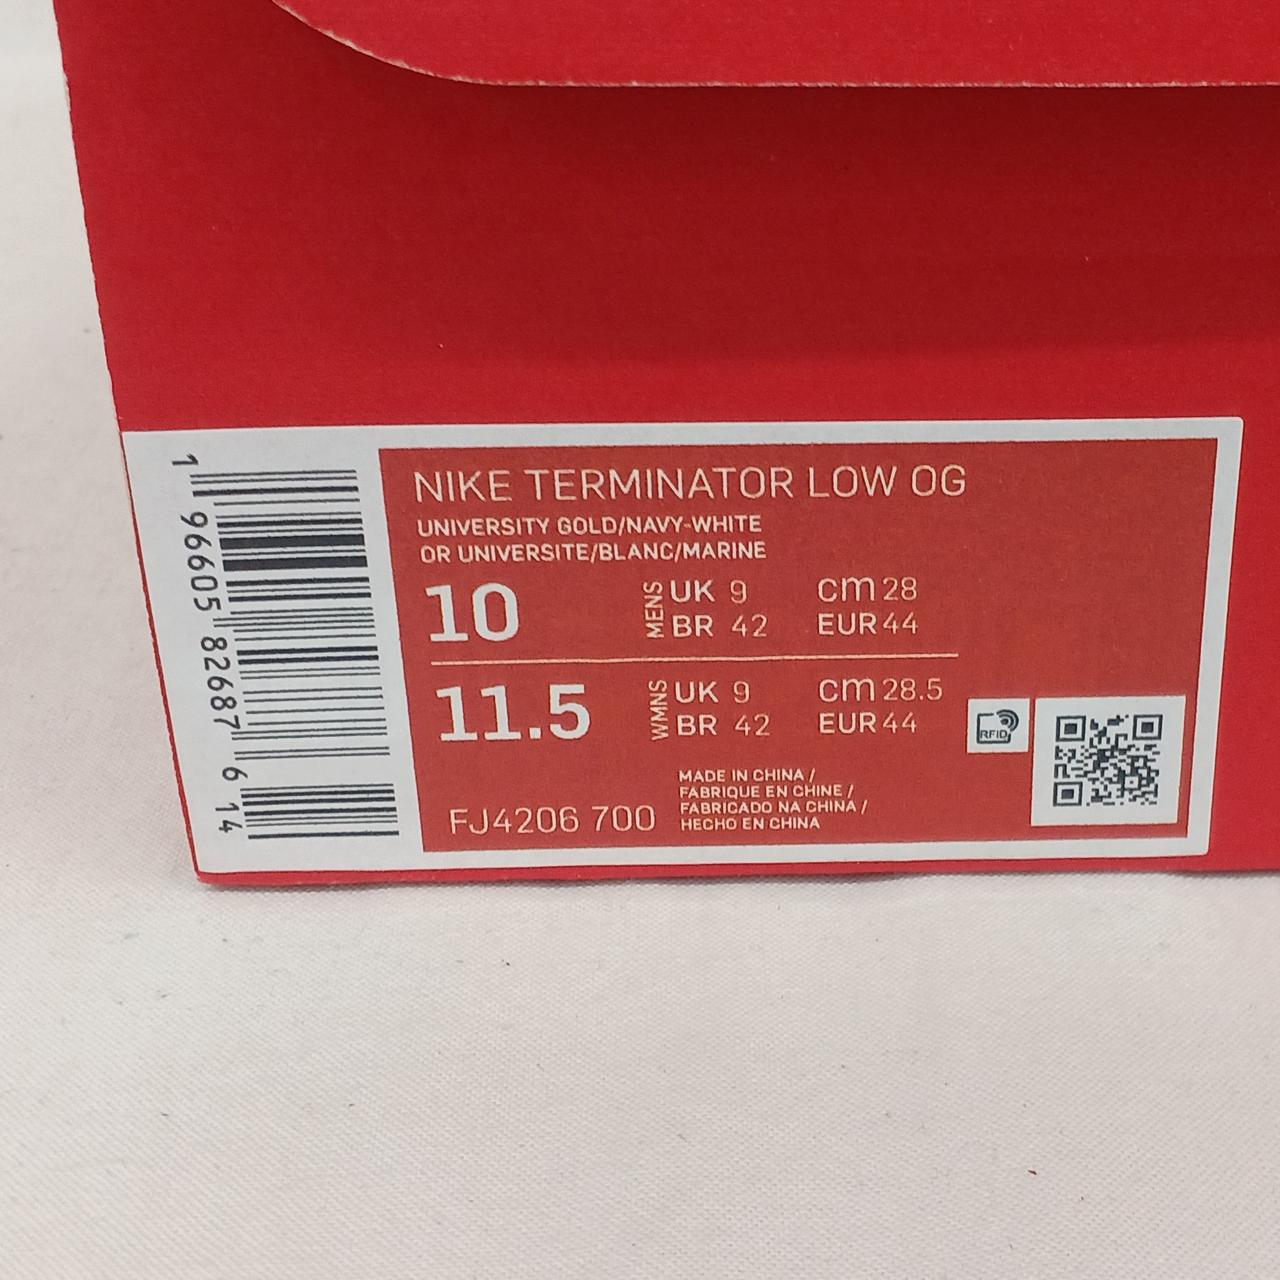 NIKE TERMINATOR LOW OG
UNIVERSITY GOLD/NAVY-WHITE
OR UNIVERSITE/BLANC/MARINE
10 MENS UK 9 cm 28
BR 42 EUR 44
11.5 WMNS UK 9 cm 28.5
BR 42 EUR 44
FJ4206 700
MADE IN CHINA /
FABRIQUE EN CHINE /
FABRICADO NA CHINA /
HECHO EN CHINA
RFID
1 96605 82687 6 14